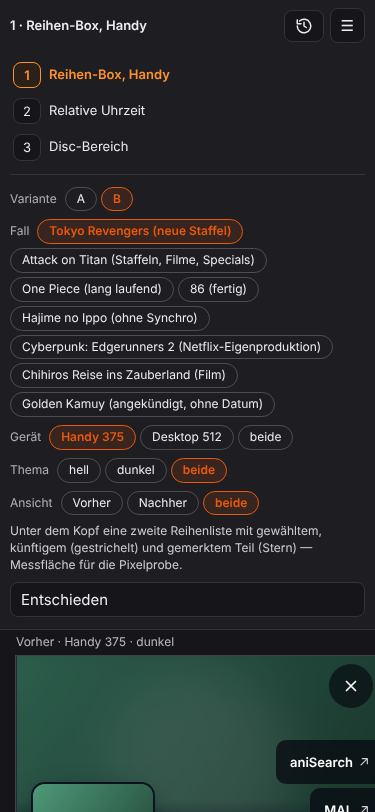 1 · Reihen-Box, Handy
1 Reihen-Box, Handy
2 Relative Uhrzeit
3 Disc-Bereich
Variante A B
Fall Tokyo Revengers (neue Staffel)
Attack on Titan (Staffeln, Filme, Specials)
One Piece (lang laufend) 86 (fertig)
Hajime no Ippo (ohne Synchro)
Cyberpunk: Edgerunners 2 (Netflix-Eigenproduktion)
Chihiros Reise ins Zauberland (Film)
Golden Kamuy (angekündigt, ohne Datum)
Gerät Handy 375 Desktop 512 beide
Thema hell dunkel beide
Ansicht Vorher Nachher beide
Unter dem Kopf eine zweite Reihenliste mit gewähltem,
künftigem (gestrichelt) und gemerktem Teil (Stern) —
Messfläche für die Pixelprobe.
Entschieden
Vorher · Handy 375 · dunkel
aniSearch ↗
MAL ↗